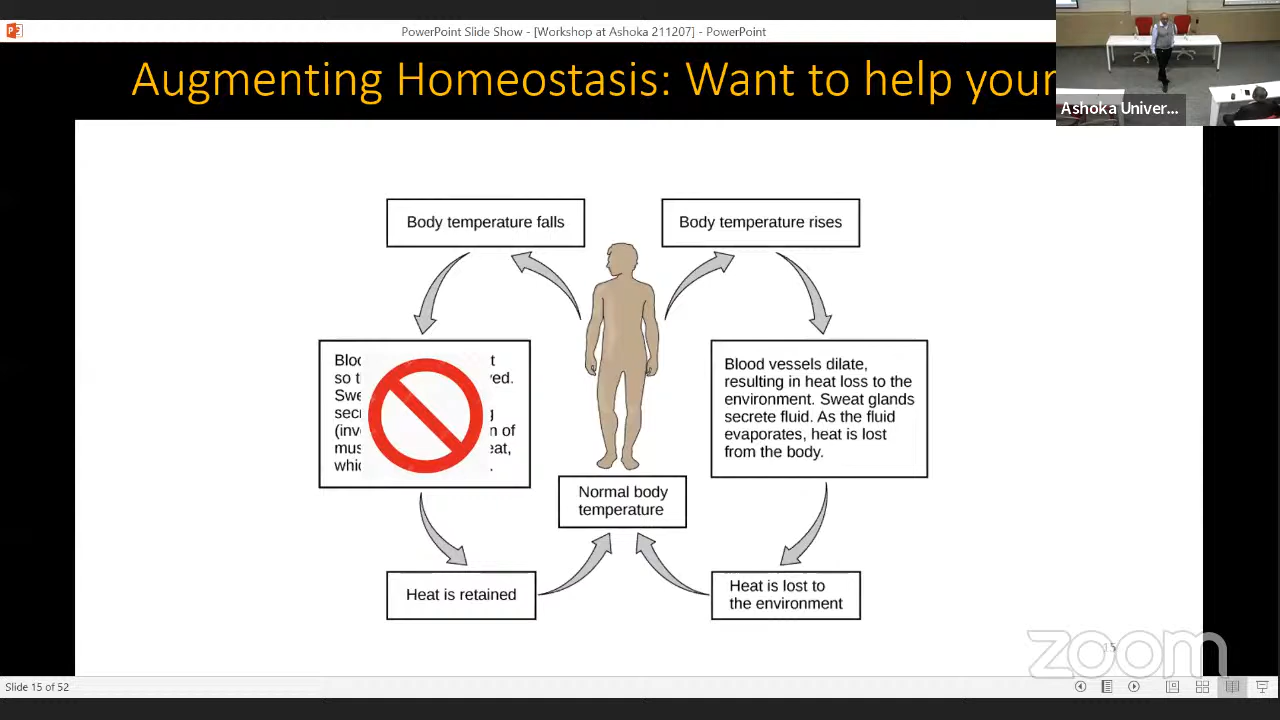 PowerPoint Slide Show - [Workshop at Ashoka 211207] - PowerPoint
Augmenting Homeostasis: Want to help your
Ashoka Univer...
Body temperature falls
Body temperature rises
so
Blood vessels dilate,
resulting in heat loss to the
environment. Sweat glands
secrete fluid. As the fluid
evaporates, heat is lost
from the body.
Normal body
temperature
Heat is retained
Heat is lost to
the environment
15
zoom
Slide 15 of 52